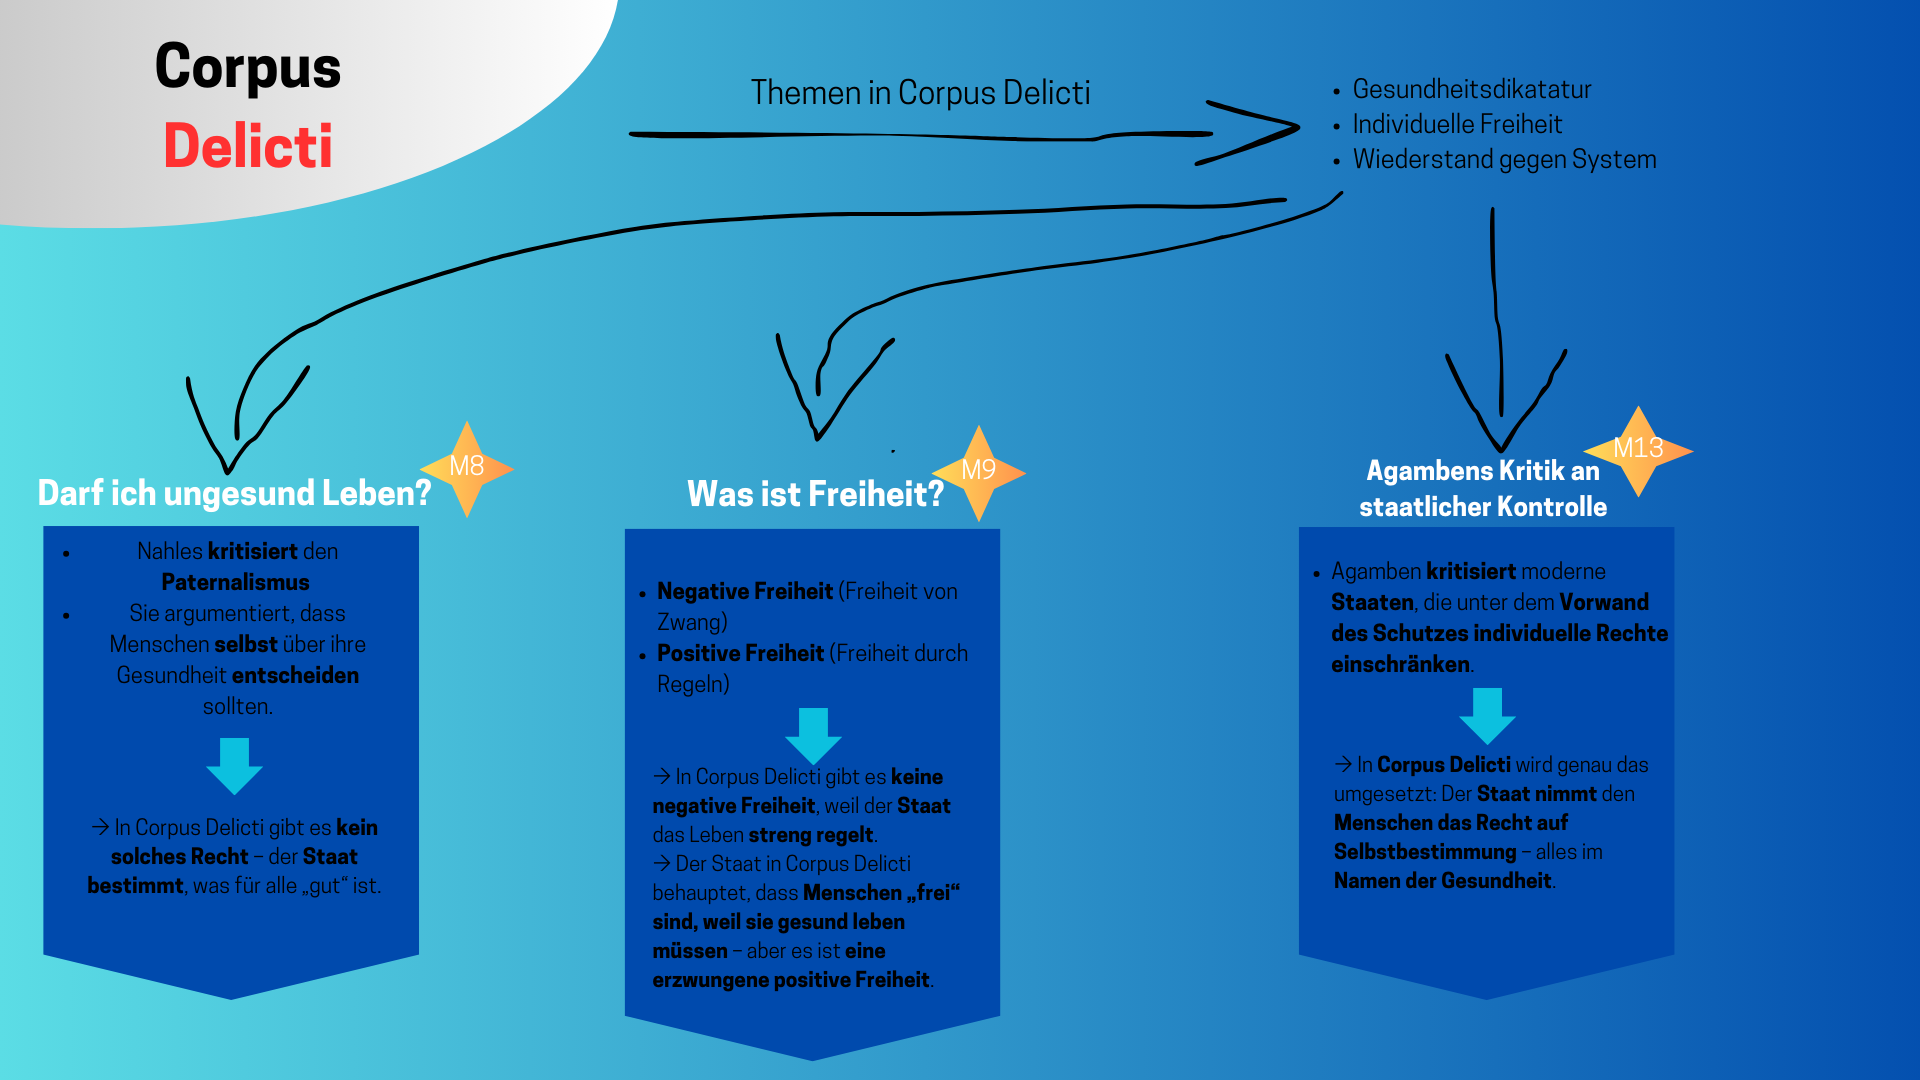 Corpus
Delicti
Themen in Corpus Delicti
• Gesundheitsdikatatur
• Individuelle Freiheit
• Wiederstand gegen System
M8
Darf ich ungesund Leben?
• Nahles kritisiert den
Paternalismus
• Sie argumentiert, dass
Menschen selbst über ihre
Gesundheit entscheiden
sollten.
→ In Corpus Delicti gibt es kein
solches Recht – der Staat
bestimmt, was für alle „gut“ ist.
M9
Was ist Freiheit?
• Negative Freiheit (Freiheit von
Zwang)
• Positive Freiheit (Freiheit durch
Regeln)
→ In Corpus Delicti gibt es keine
negative Freiheit, weil der Staat
das Leben streng regelt.
→ Der Staat in Corpus Delicti
behauptet, dass Menschen „frei“
sind, weil sie gesund leben
müssen – aber es ist eine
erzwungene positive Freiheit.
M13
Agambens Kritik an
staatlicher Kontrolle
• Agamben kritisiert moderne
Staaten, die unter dem Vorwand
des Schutzes individuelle Rechte
einschränken.
→ In Corpus Delicti wird genau das
umgesetzt: Der Staat nimmt den
Menschen das Recht auf
Selbstbestimmung – alles im
Namen der Gesundheit.